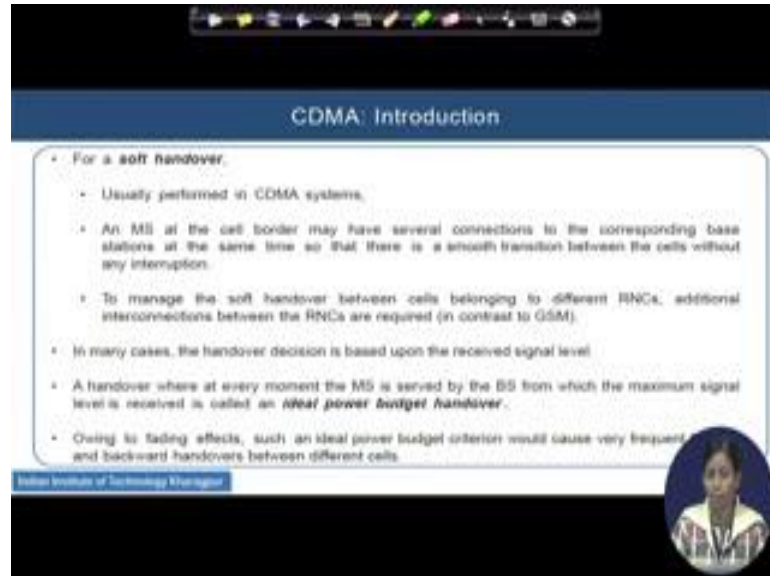 CDMA: Introduction
• For a soft handover,
• Usually performed in CDMA systems,
• An MS at the cell border may have several connections to the corresponding base
stations at the same time so that there is a smooth transition between the cells without
any interruption.
• To manage the soft handover between cells belonging to different RNCs, additional
interconnections between the RNCs are required (in contrast to GSM).
• In many cases, the handover decision is based upon the received signal level
• A handover where at every moment the MS is served by the BS from which the maximum signal
level is received is called an ideal power budget handover.
• Owing to fading effects, such an ideal power budget criterion would cause very frequent
and backward handovers between different cells.
Indian Institute of Technology Kharagpur